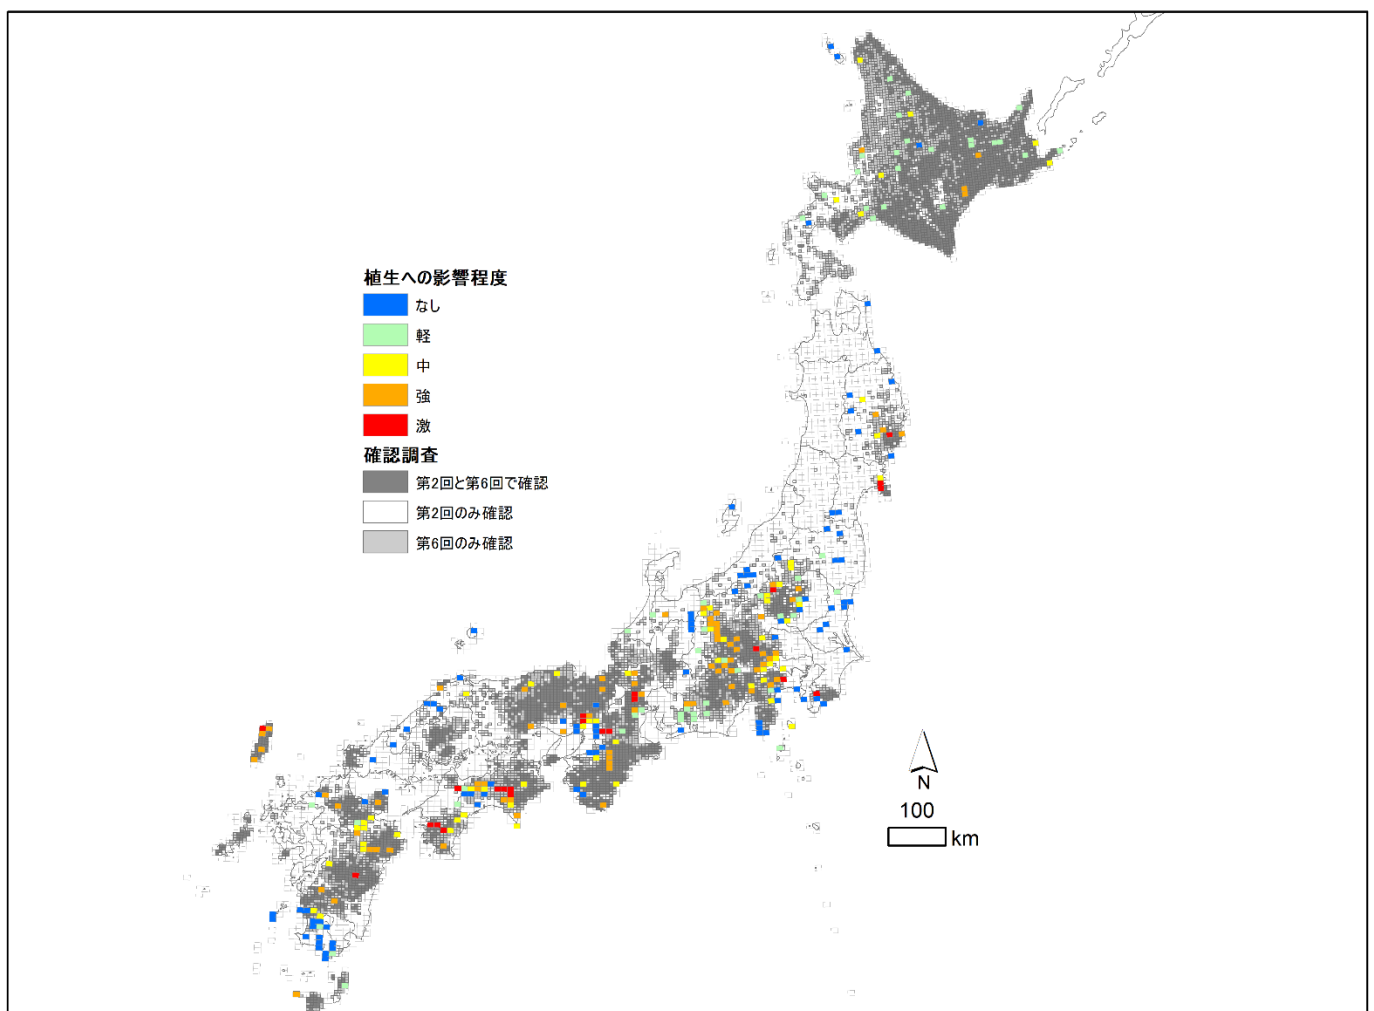 植生への影響程度
なし
軽
中
強
激
確認調査
第2回と第6回で確認
第2回のみ確認
第6回のみ確認
N
100
km